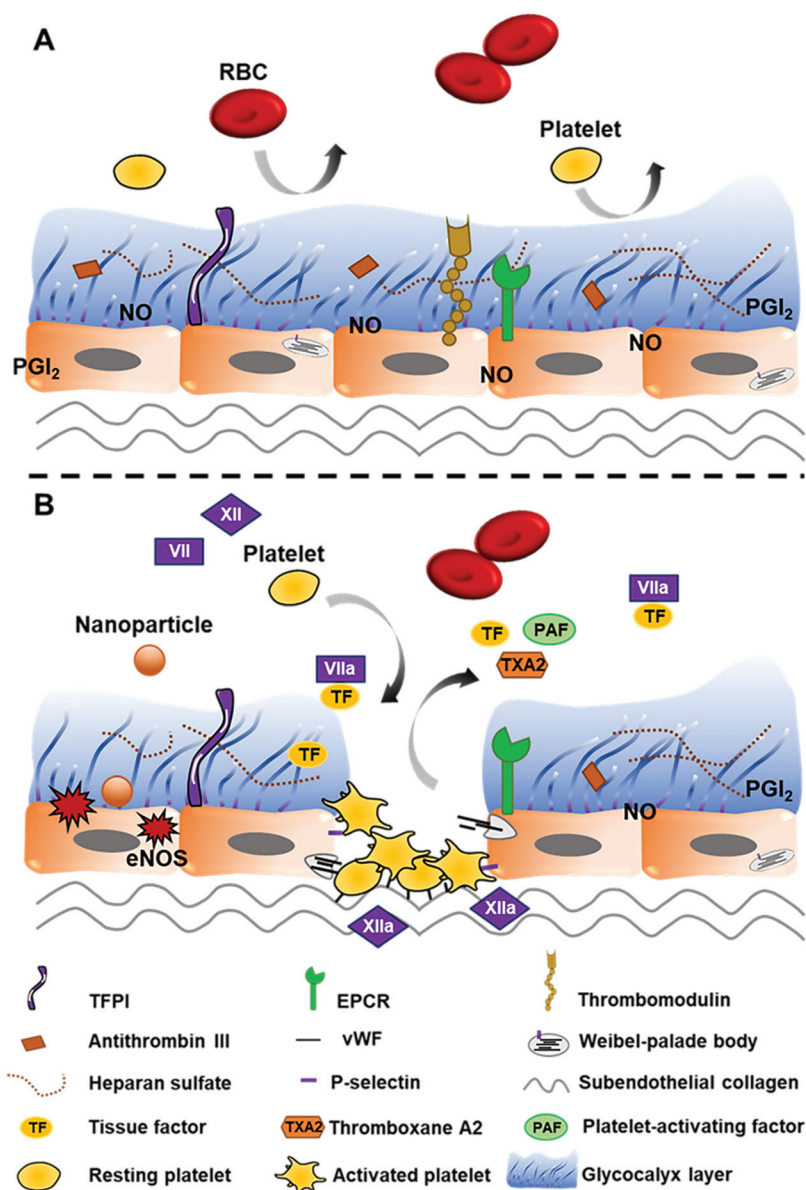 A
RBC
Platelet
NO
NO
PGI₂
NO
PGI₂
NO
B
XII
VII
Platelet
VIIa
TF
Nanoparticle
TF
PAF
TXA2
VIIa
TF
TF
PGI₂
NO
eNOS
XIIa
XIIa
TFPI
EPCR
Thrombomodulin
Antithrombin III
vWF
Weibel-palade body
Heparan sulfate
P-selectin
Subendothelial collagen
TF
Tissue factor
TXA2
Thromboxane A2
PAF
Platelet-activating factor
Resting platelet
Activated platelet
Glycocalyx layer